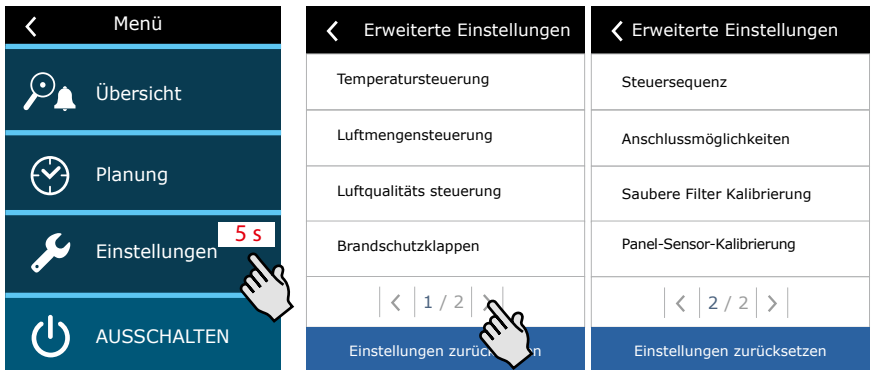 Menü
Übersicht
Planung
Einstellungen
5 s
AUSSCHALTEN
Erweiterte Einstellungen
Temperatursteuerung
Luftmengensteuerung
Luftqualitäts steuerung
Brandschutzklappen
1 / 2
Einstellungen
Erweiterte Einstellungen
Steuersequenz
Anschlussmöglichkeiten
Saubere Filter Kalibrierung
Panel-Sensor-Kalibrierung
2 / 2
Einstellungen zurücksetzen